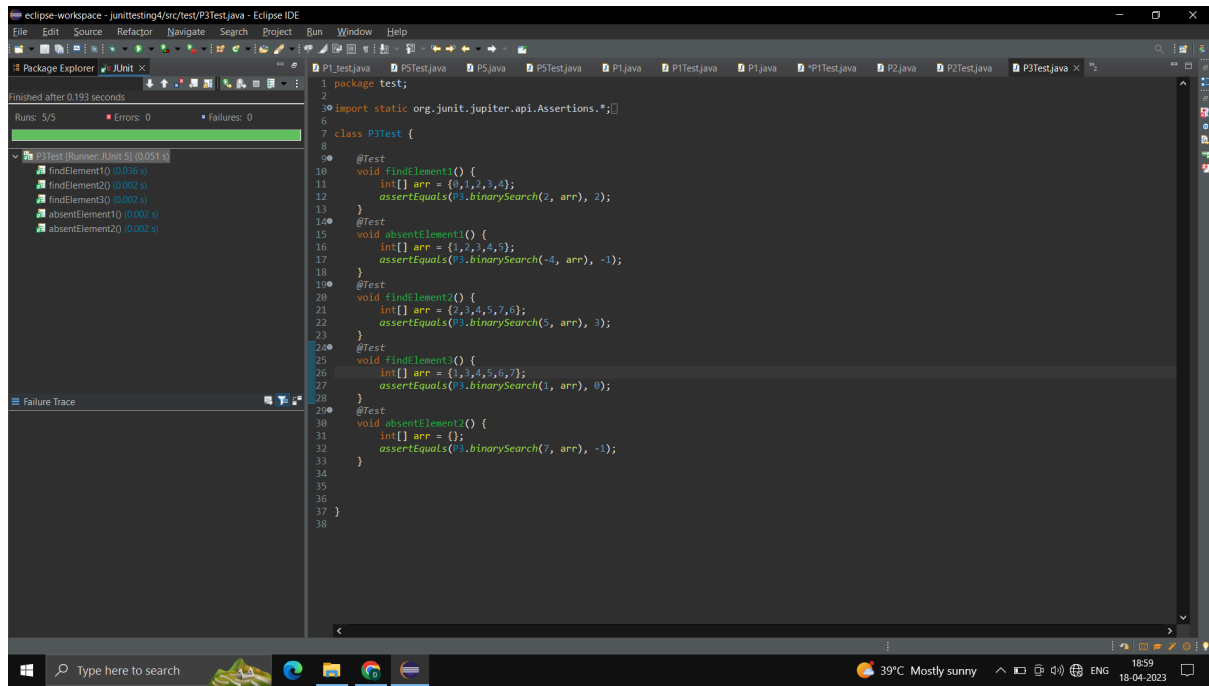 eclipse-workspace - junittesting4/src/test/P3Test.java - Eclipse IDE
File Edit Source Refactor Navigate Search Project Run Window Help
Package Explorer JUnit
P1_test.java P5Test.java P5.java P5Test.java P1.java P1Test.java P1.java *P1Test.java P2.java P2Test.java P3Test.java 2
Finished after 0.193 seconds
Runs: 5/5 Errors: 0 Failures: 0
P3Test [Runner: JUnit 5] (0.051 s)
findElement1() (0.036 s)
findElement2() (0.002 s)
findElement3() (0.002 s)
absentElement1() (0.002 s)
absentElement2() (0.002 s)
Failure Trace
1 package test;
2
3 import static org.junit.jupiter.api.Assertions.*;
6
7 class P3Test {
8
9 @Test
10 void findElement1() {
11 int[] arr = {0,1,2,3,4};
12 assertEquals(P3.binarySearch(2, arr), 2);
13 }
14 @Test
15 void absentElement1() {
16 int[] arr = {1,2,3,4,5};
17 assertEquals(P3.binarySearch(-4, arr), -1);
18 }
19 @Test
20 void findElement2() {
21 int[] arr = {2,3,4,5,7,6};
22 assertEquals(P3.binarySearch(5, arr), 3);
23 }
24 @Test
25 void findElement3() {
26 int[] arr = {1,3,4,5,6,7};
27 assertEquals(P3.binarySearch(1, arr), 0);
28 }
29 @Test
30 void absentElement2() {
31 int[] arr = {};
32 assertEquals(P3.binarySearch(7, arr), -1);
33 }
34
35
36
37 }
38
Type here to search
39°C Mostly sunny
ENG
18:59
18-04-2023